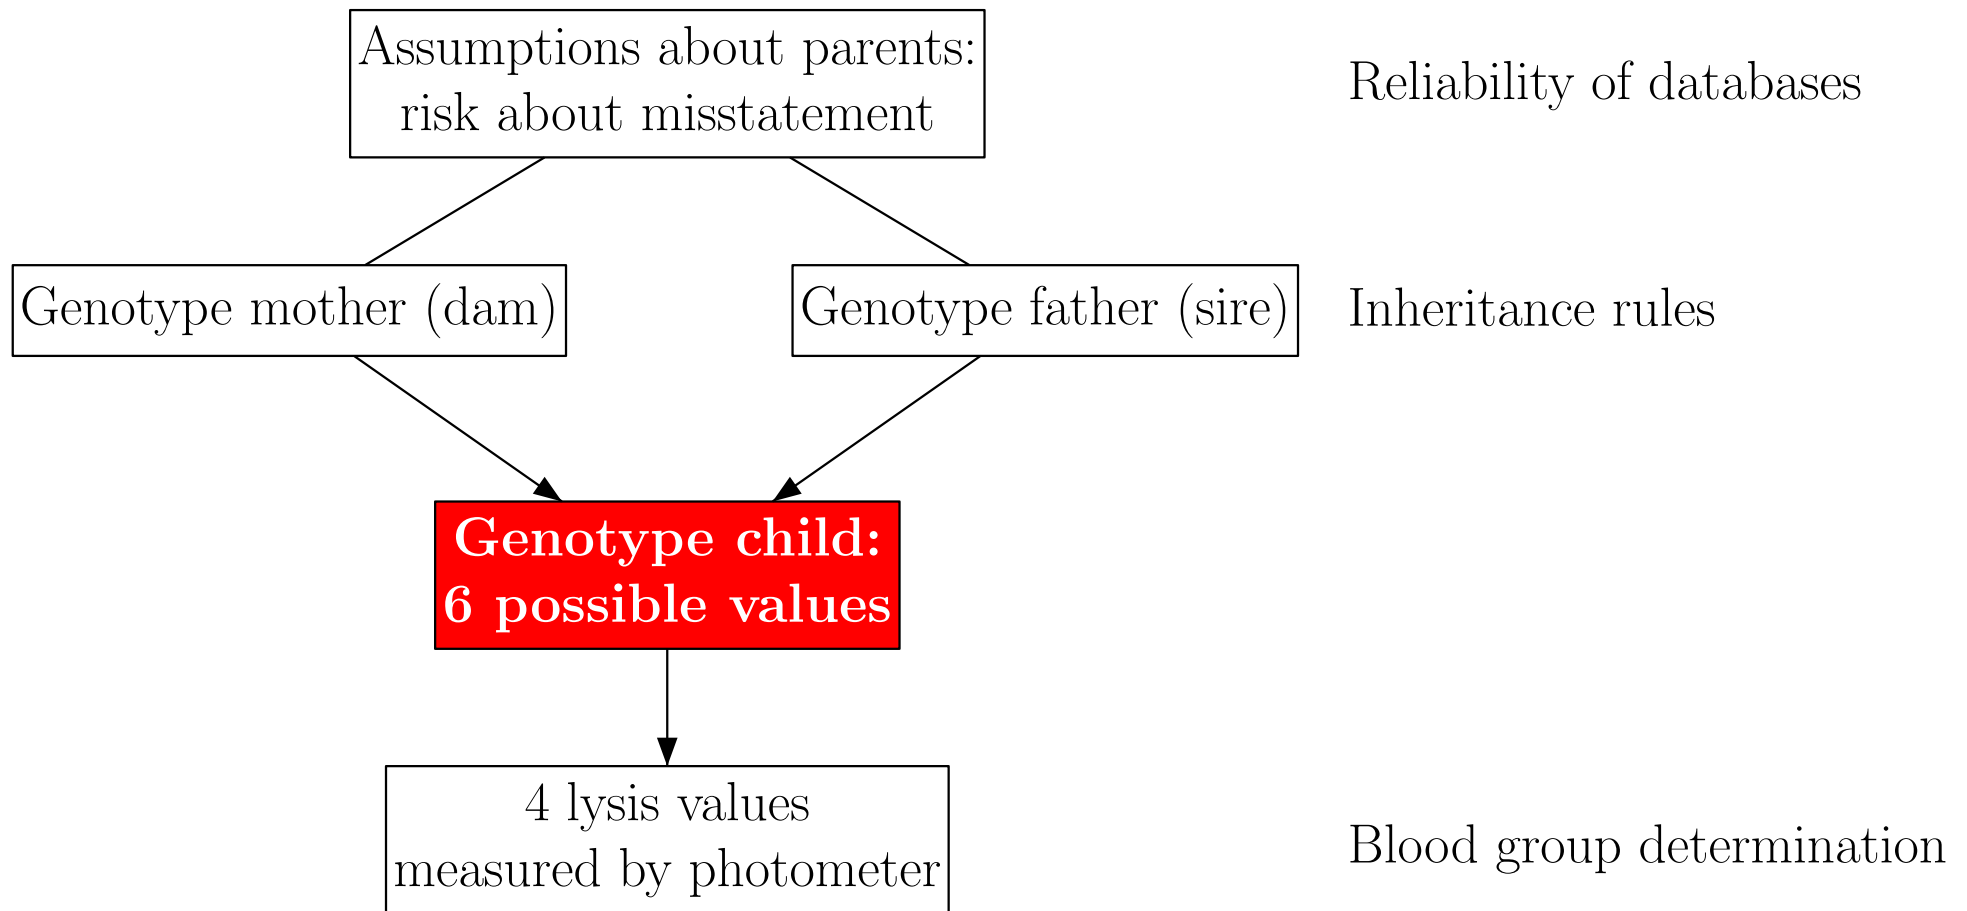 Assumptions about parents:
risk about misstatement
Reliability of databases
Genotype mother (dam)
Genotype father (sire)
Inheritance rules
Genotype child:
6 possible values
4 lysis values
measured by photometer
Blood group determination